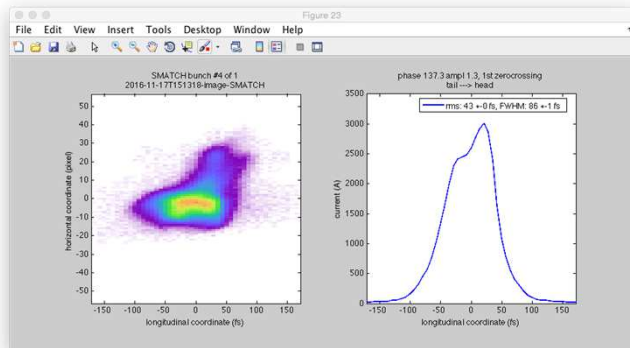 Figure 23
File Edit View Insert Tools Desktop Window Help
SMATCH bunch #4 of 1
2016-11-17T151318-image-SMATCH
50
40
30
20
10
0
-10
-20
-30
-40
-50
horizontal coordinate (pixel)
-150 -100 -50 0 50 100 150
longitudinal coordinate (fs)
phase 137.3 ampl 1.3, 1st zerocrossing
tail ---> head
rms: 43 +-0 fs, FWHM: 86 +-1 fs
3500
3000
2500
2000
1500
1000
500
0
current (A)
-150 -100 -50 0 50 100 150
longitudinal coordinate (fs)